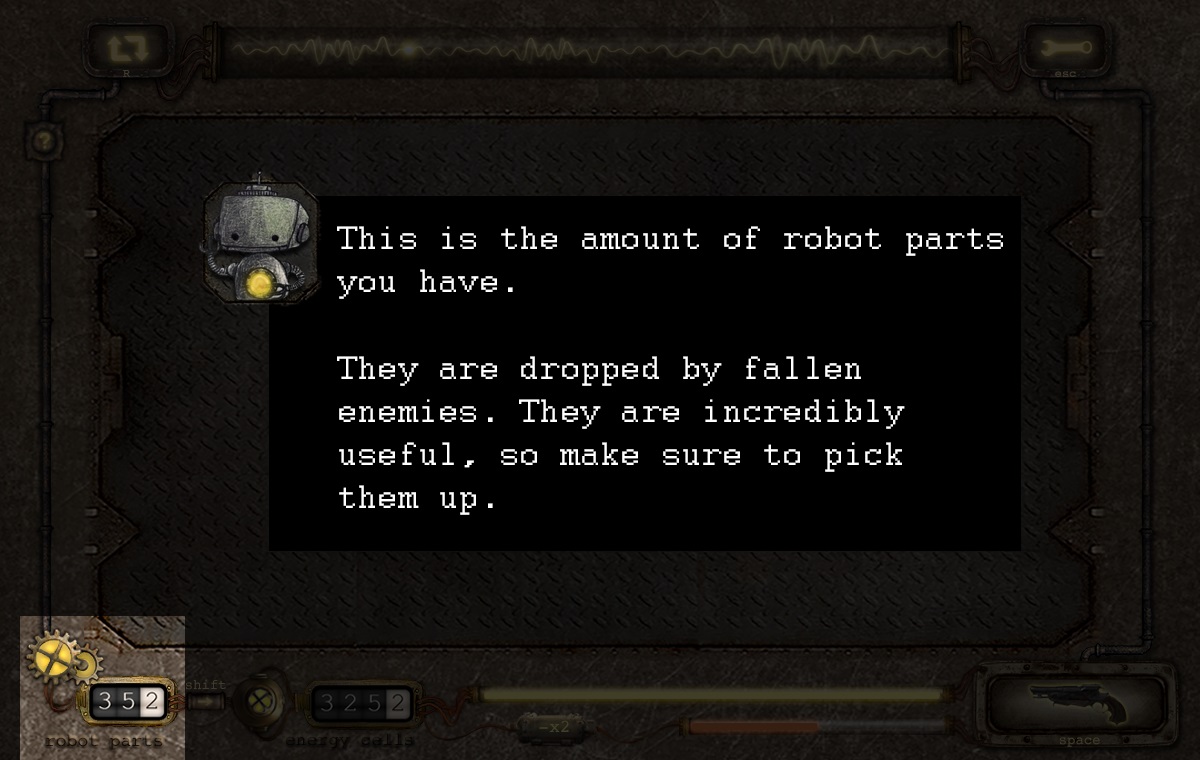 R
esc
?
This is the amount of robot parts
you have.
They are dropped by fallen
enemies. They are incredibly
useful, so make sure to pick
them up.
shift
352
3252
-x2
robot parts
energy cells
space